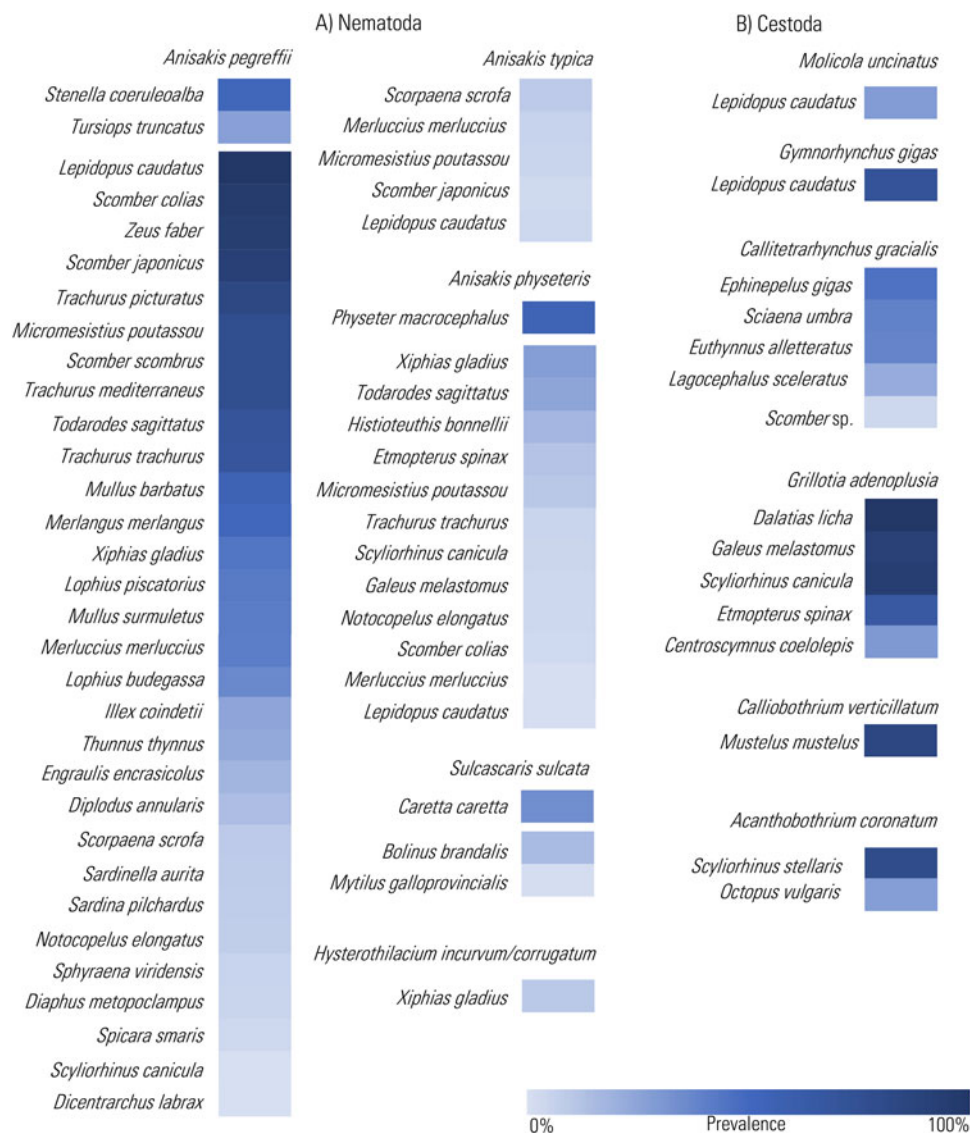 A) Nematoda
Anisakis pegreffii
Stenella coeruleoalba
Tursiops truncatus
Lepidopus caudatus
Scomber colias
Zeus faber
Scomber japonicus
Trachurus picturatus
Micromesistius poutassou
Scomber scombrus
Trachurus mediterraneus
Todarodes sagittatus
Trachurus trachurus
Mullus barbatus
Merlangus merlangus
Xiphias gladius
Lophius piscatorius
Mullus surmuletus
Merluccius merluccius
Lophius budegassa
Illex coindetii
Thunnus thynnus
Engraulis encrasicolus
Diplodus annularis
Scorpaena scrofa
Sardinella aurita
Sardina pilchardus
Notocopelus elongatus
Sphyraena viridensis
Diaphus metopoclampus
Spicara smaris
Scyliorhinus canicula
Dicentrarchus labrax
Anisakis typica
Scorpaena scrofa
Merluccius merluccius
Micromesistius poutassou
Scomber japonicus
Lepidopus caudatus
Anisakis physeteris
Physeter macrocephalus
Xiphias gladius
Todarodes sagittatus
Histioteuthis bonnellii
Etmopterus spinax
Micromesistius poutassou
Trachurus trachurus
Scyliorhinus canicula
Galeus melastomus
Notocopelus elongatus
Scomber colias
Merluccius merluccius
Lepidopus caudatus
Sulcascaris sulcata
Caretta caretta
Bolinus brandalis
Mytilus galloprovincialis
Hysterothilacium incurvum/corrugatum
Xiphias gladius
B) Cestoda
Molicola uncinatus
Lepidopus caudatus
Gymnorhynchus gigas
Lepidopus caudatus
Callitetrarhynchus gracialis
Ephinepelus gigas
Sciaena umbra
Euthynnus alletteratus
Lagocephalus sceleratus
Scomber sp.
Grillotia adenoplusia
Dalatias licha
Galeus melastomus
Scyliorhinus canicula
Etmopterus spinax
Centroscymnus coelolepis
Calliobothrium verticillatum
Mustelus mustelus
Acanthobothrium coronatum
Scyliorhinus stellaris
Octopus vulgaris
0% Prevalence 100%